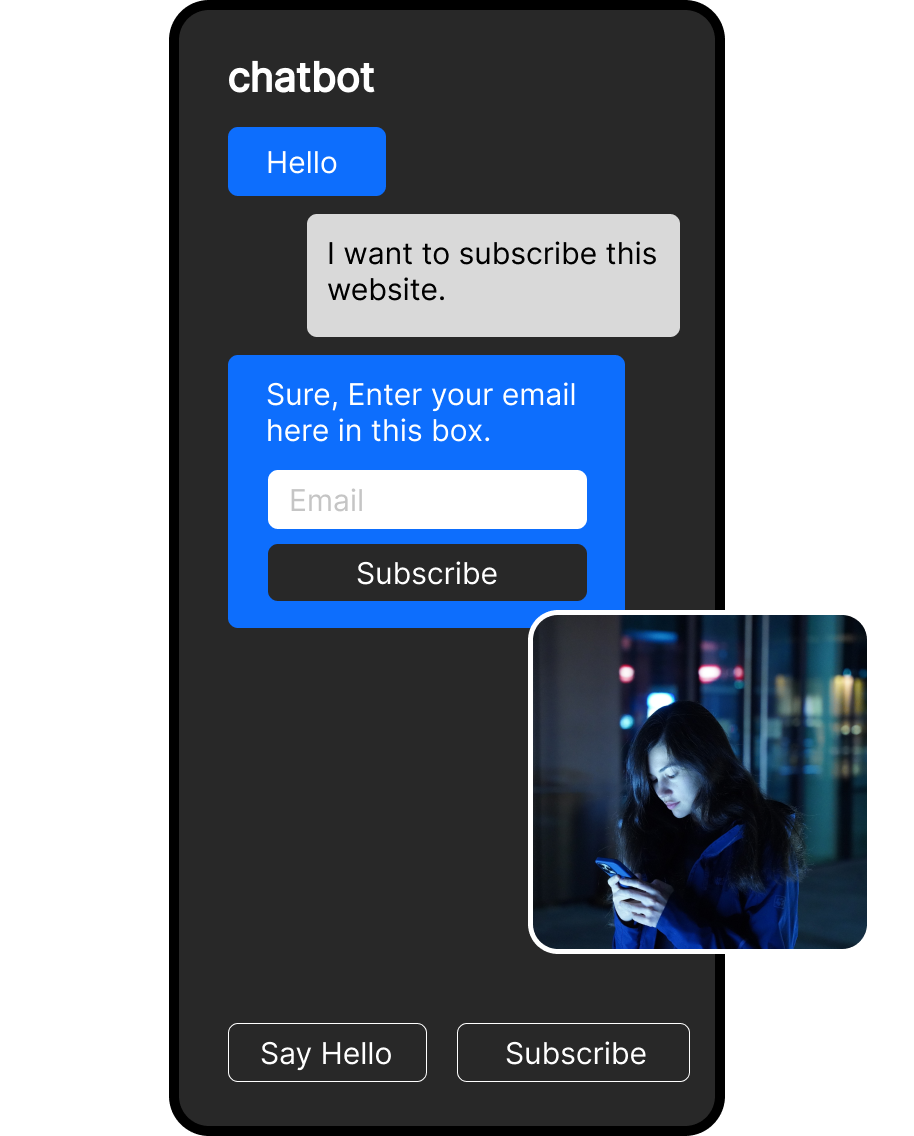 chatbot
Hello
I want to subscribe this
website.
Sure, Enter your email
here in this box.
Email
Subscribe
Say Hello
Subscribe